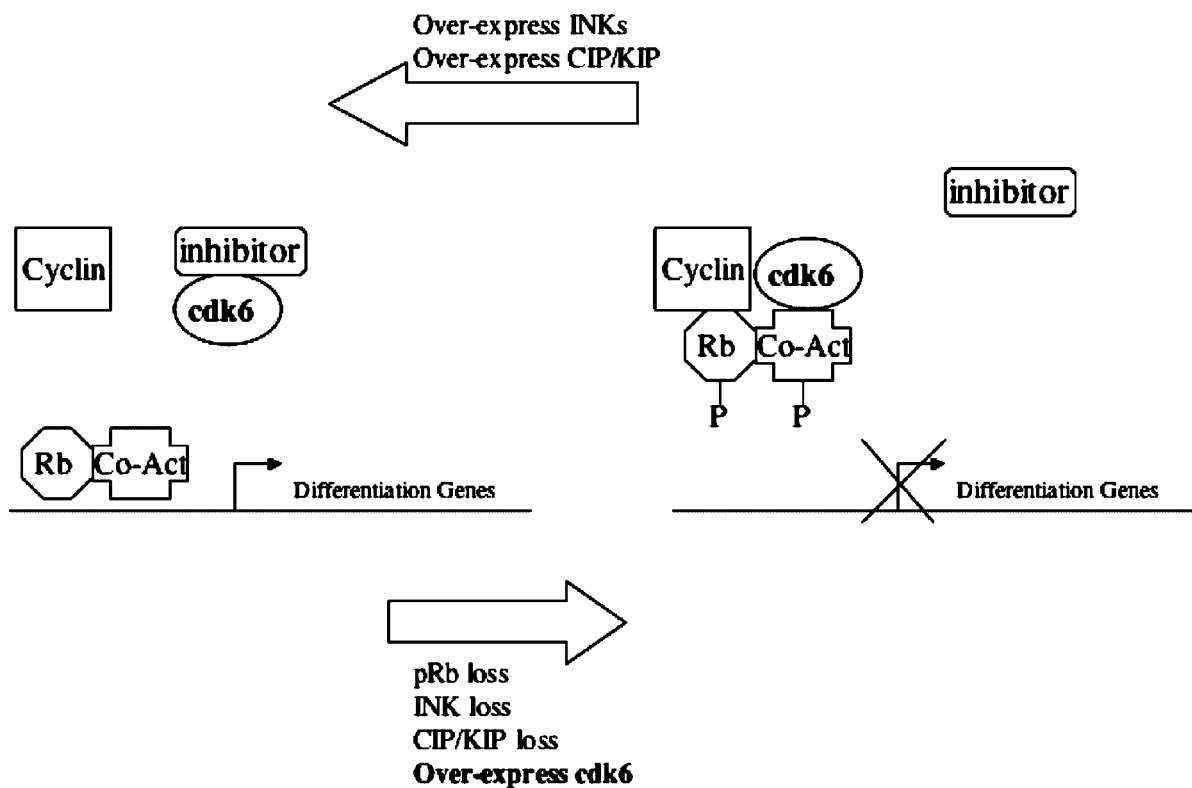 Over-express INKs
Over-express CIP/KIP
inhibitor
Cyclin
inhibitor
cdk6
Cyclin
cdk6
Rb
Co-Act
P
P
Rb
Co-Act
Differentiation Genes
Differentiation Genes
pRb loss
INK loss
CIP/KIP loss
Over-express cdk6